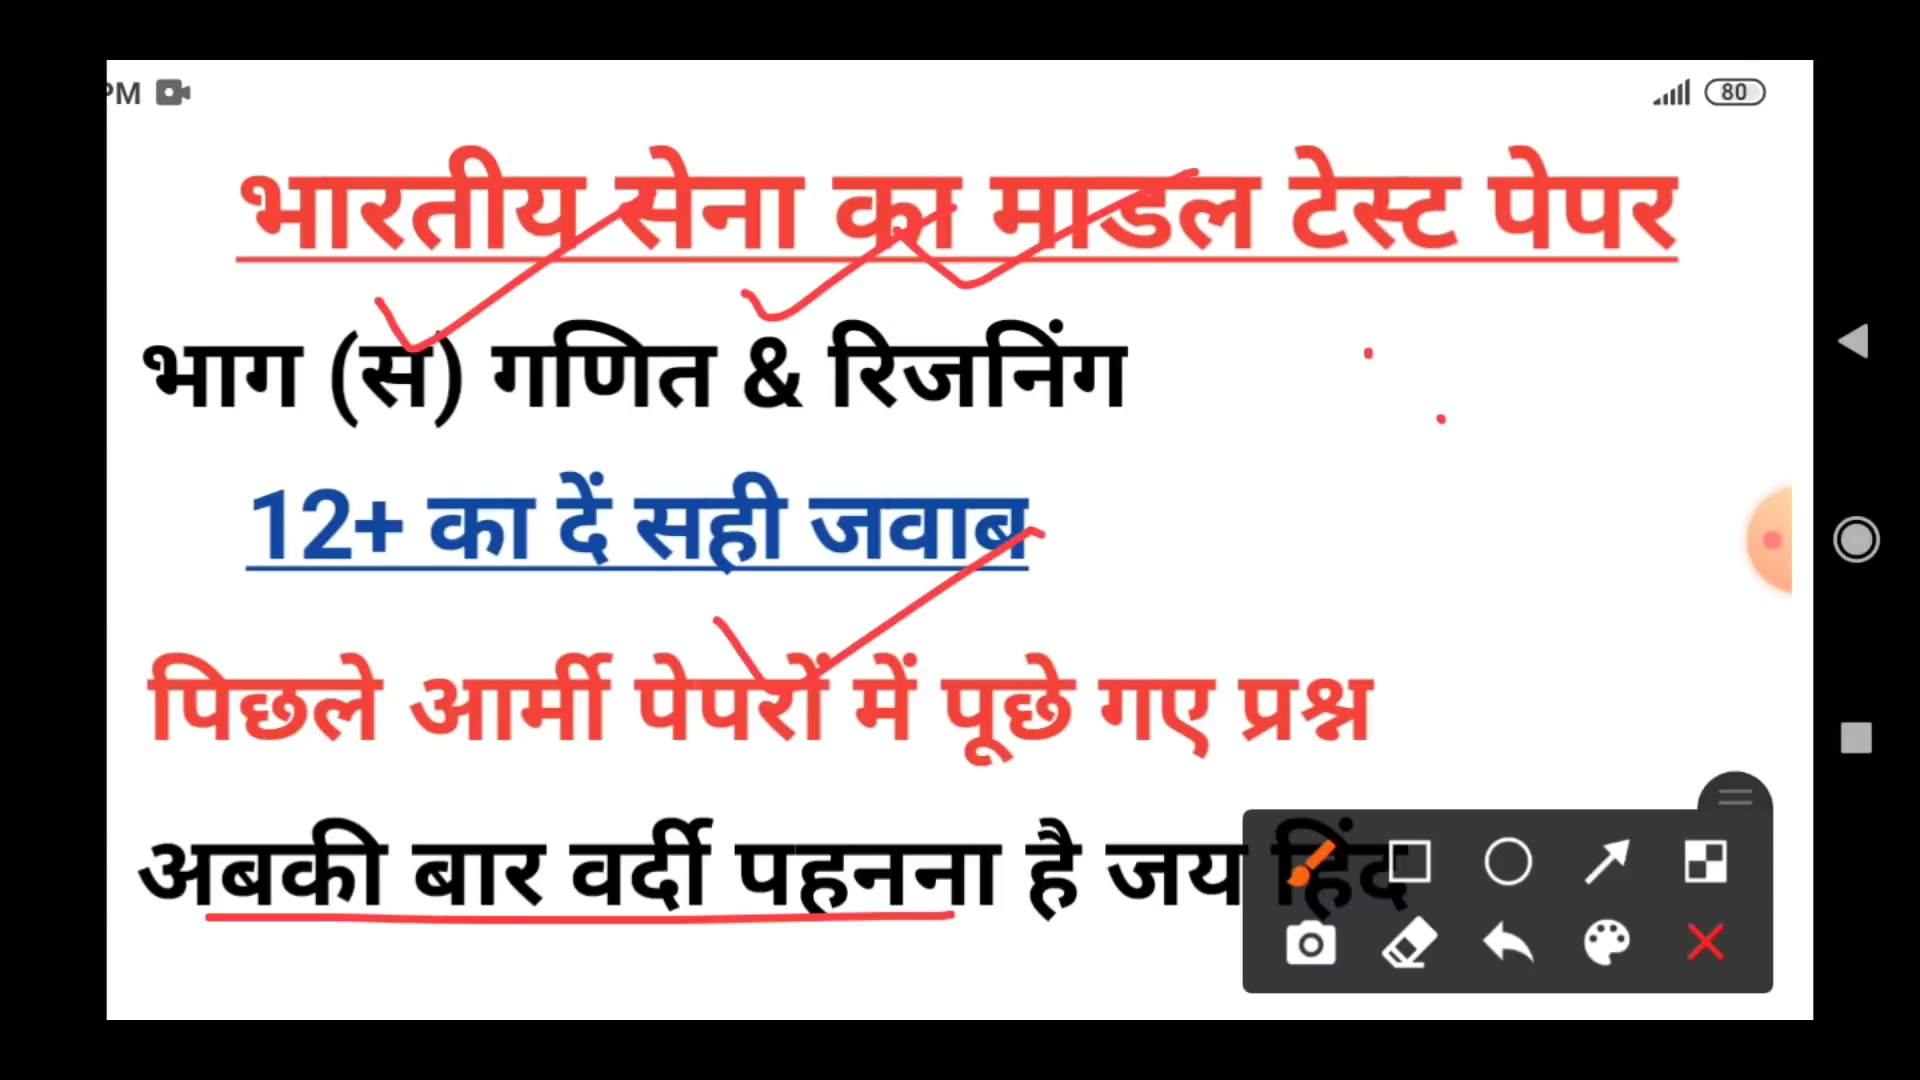 PM
80
भारतीय सेना का माडल टेस्ट पेपर
भाग (स) गणित & रिजनिंग
12+ का दें सही जवाब
पिछले आर्मी पेपरों में पूछे गए प्रश्न
अबकी बार वर्दी पहनना है जय हिंद